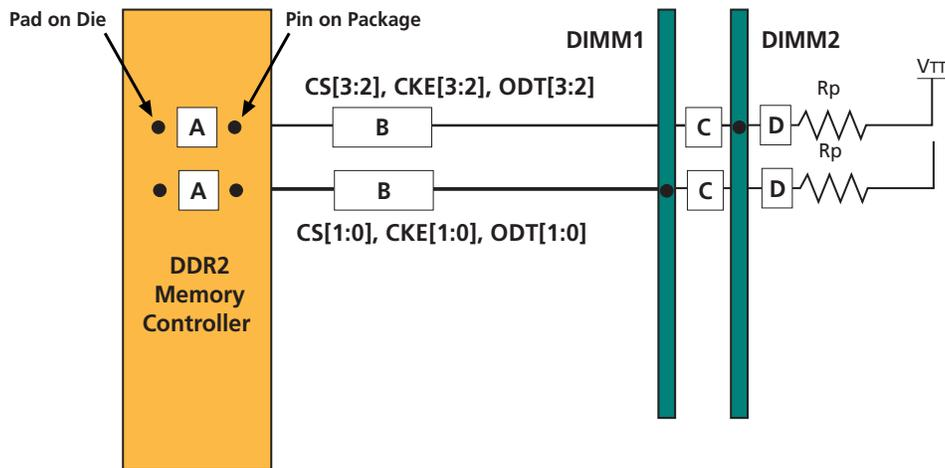 Pad on Die
Pin on Package
DIMM1
DIMM2
VTT
CS[3:2], CKE[3:2], ODT[3:2]
Rp
A
B
C
D
Rp
A
B
C
D
CS[1:0], CKE[1:0], ODT[1:0]
DDR2
Memory
Controller